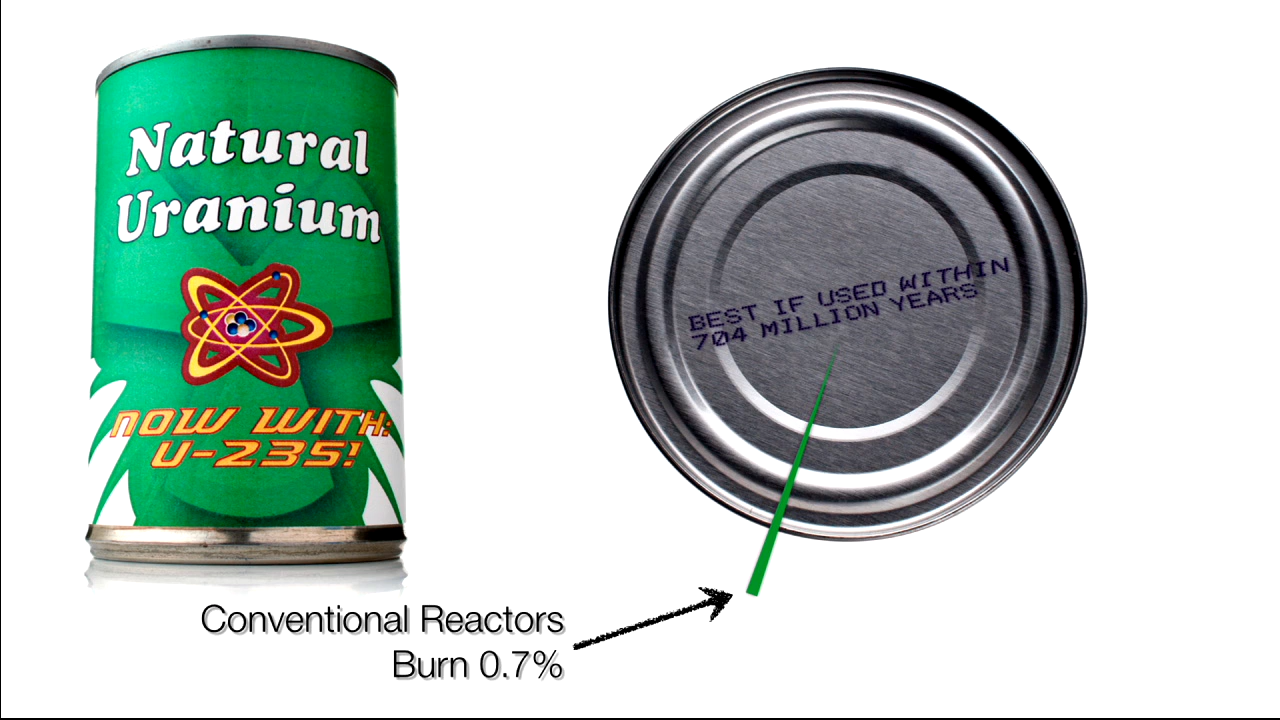 Natural
Uranium
NOW WITH:
U-235!
BEST IF USED WITHIN
704 MILLION YEARS
Conventional Reactors
Burn 0.7%